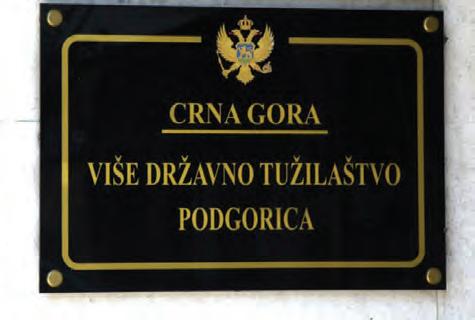 CRNA GORA
VIŠE DRŽAVNO TUŽILAŠTVO
PODGORICA